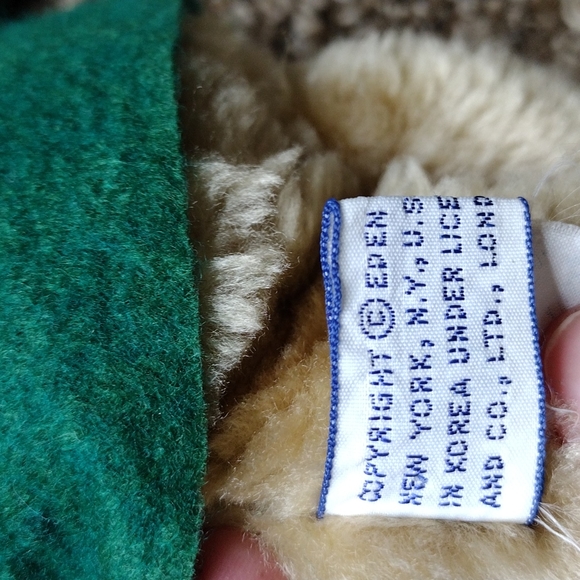 COPYRIGHT © EDEN
NEW YORK, N.Y., U.S
IN KOREA UNDER LICE
AND CO., LTD., LOND